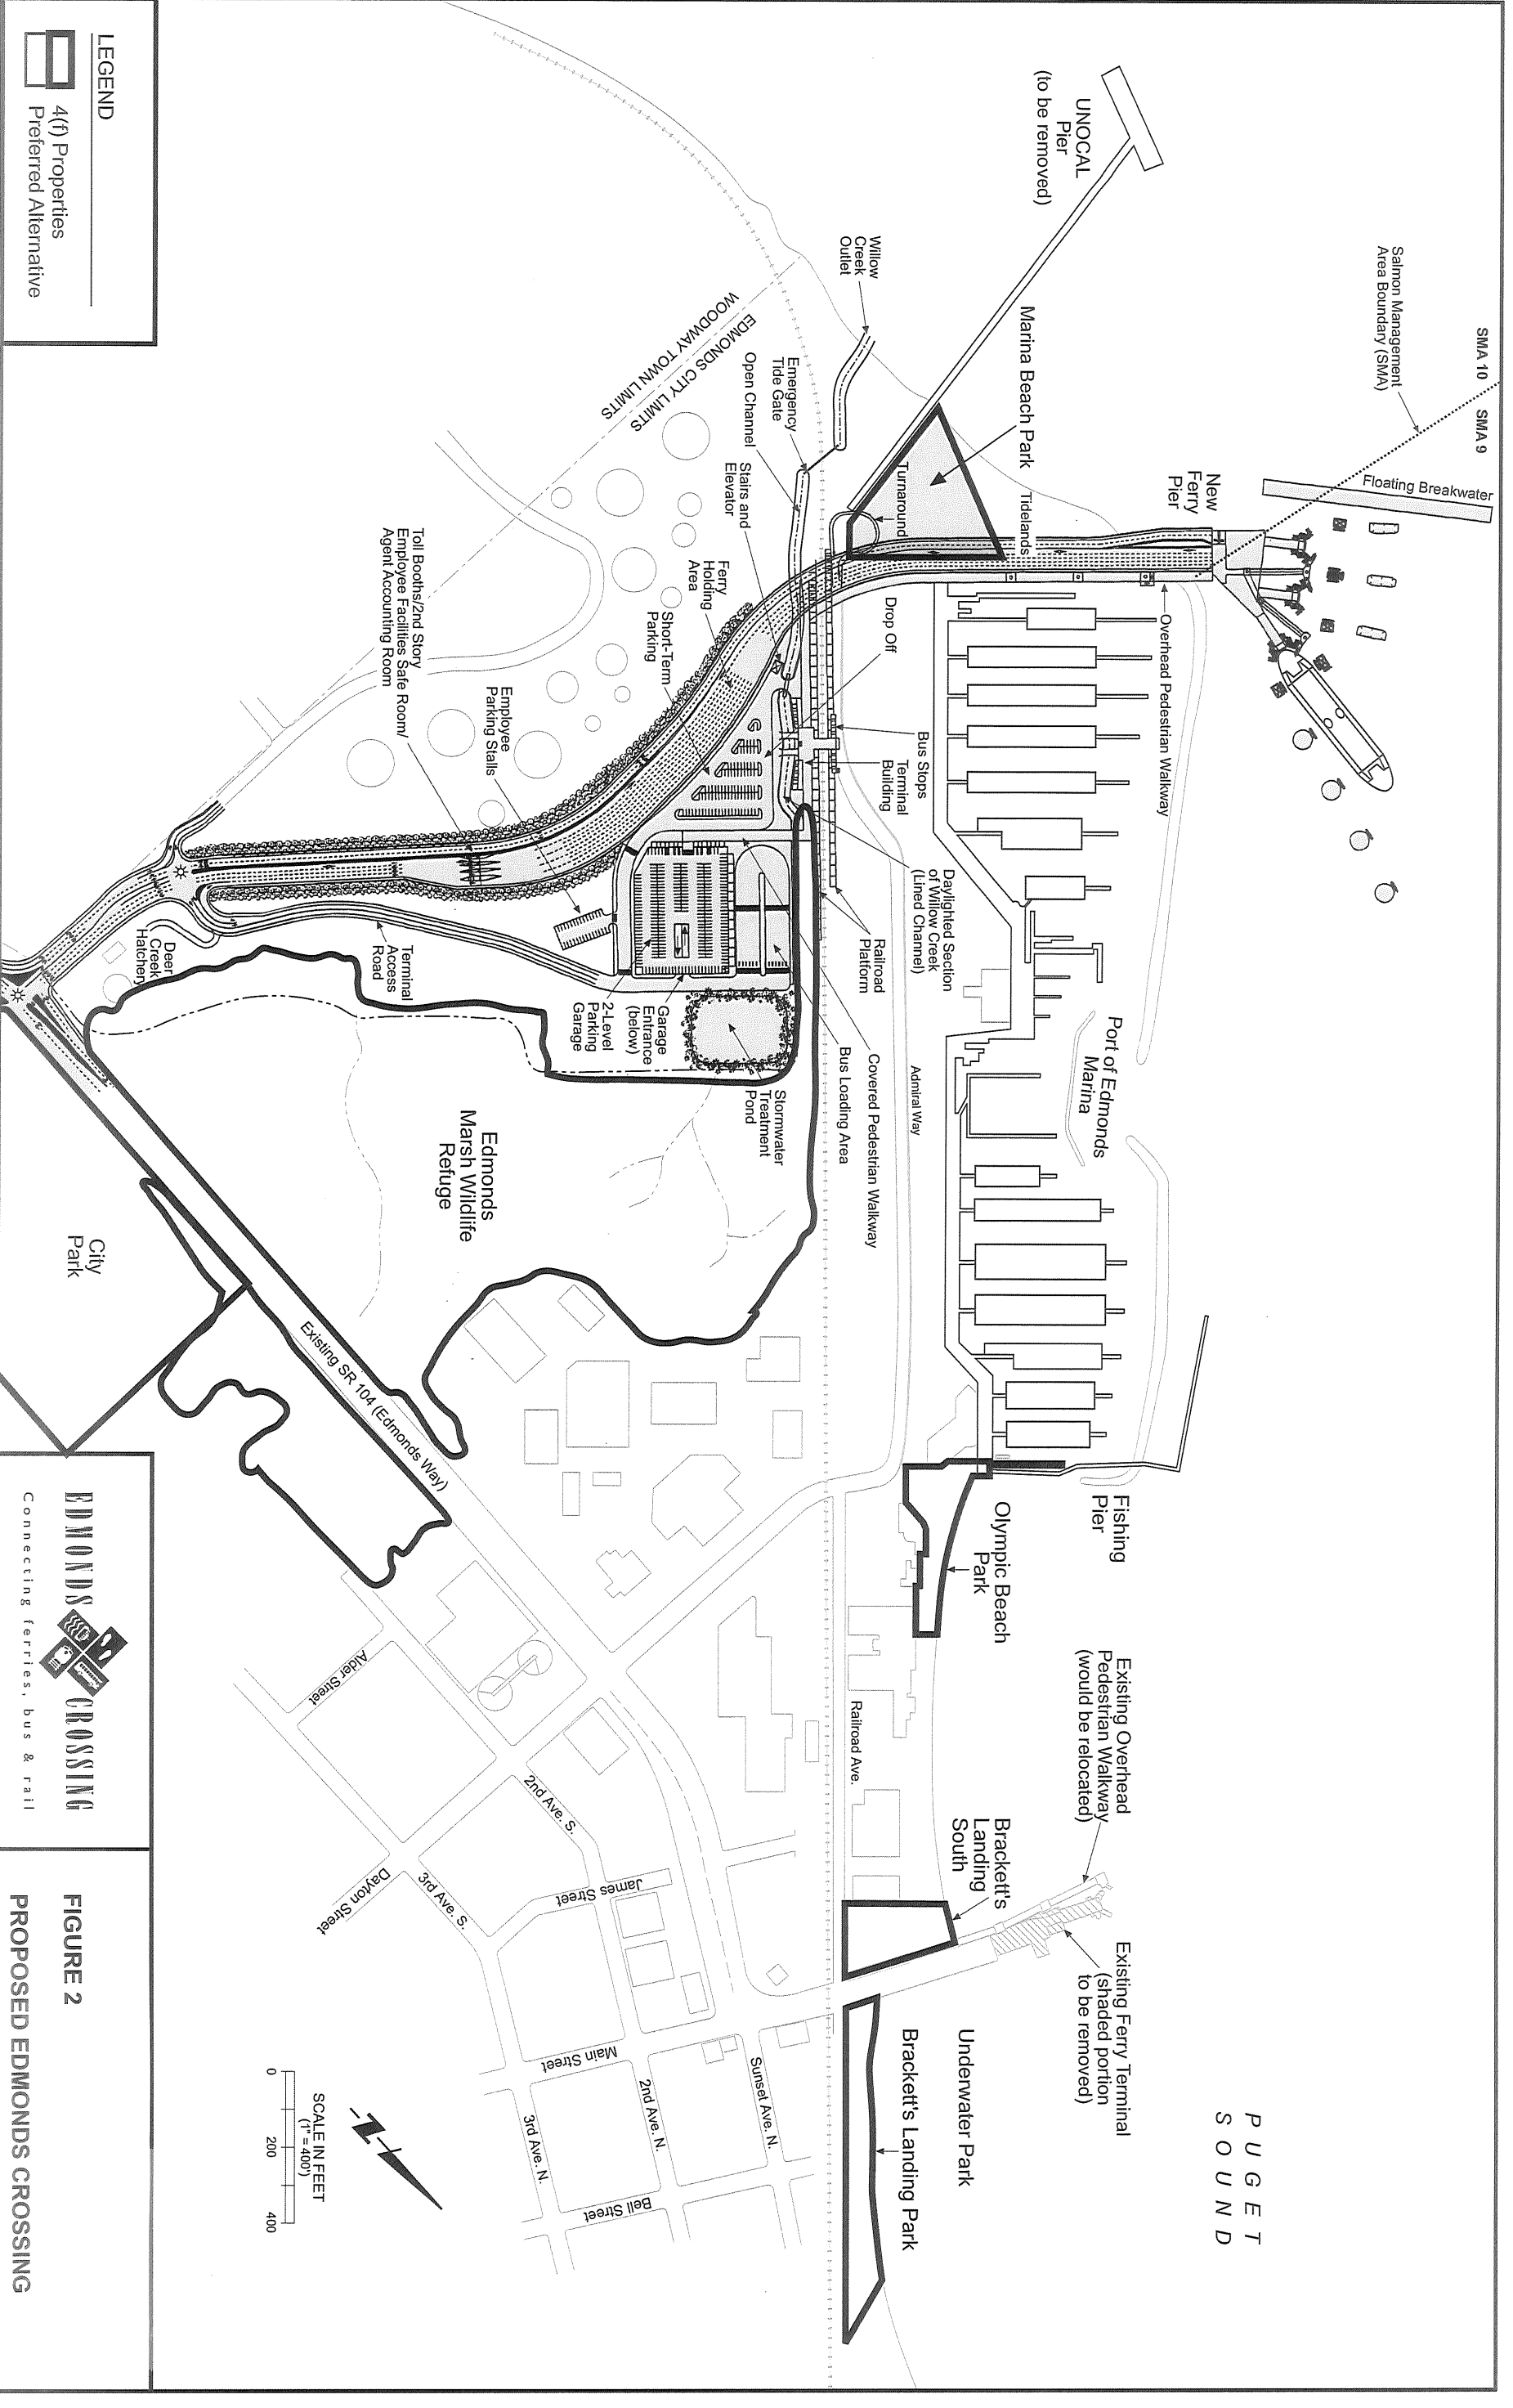 SMA 10
SMA 9
Salmon Management
Area Boundary (SMA)
Floating Breakwater
PUGET
SOUND
UNOCAL
Pier
(to be removed)
New
Ferry
Pier
Overhead Pedestrian Walkway
Marina Beach Park
Tidelands
Port of Edmonds
Marina
Fishing
Pier
Olympic Beach
Park
Existing Overhead
Pedestrian Walkway
(would be relocated)
Existing Ferry Terminal
(shaded portion
to be removed)
Brackett's
Landing
South
Underwater Park
Brackett's Landing Park
Willow
Creek
Outlet
Turnaround
Drop Off
Bus Stops
Terminal
Building
Daylighted Section
of Willow Creek
(Lined Channel)
Railroad
Platform
Admiral Way
Covered Pedestrian Walkway
Bus Loading Area
Railroad Ave.
Emergency
Tide Gate
Open Channel
Stairs and
Elevator
Ferry
Holding
Area
Short-Term
Parking
Stormwater
Treatment
Pond
Garage
Entrance
(below)
2-Level
Parking
Garage
EDMONDS CITY LIMITS
WOODWAY TOWN LIMITS
Employee
Parking Stalls
Toll Booths/2nd Story
Employee Facilities Safe Room/
Agent Accounting Room
Edmonds
Marsh Wildlife
Refuge
Terminal
Access
Road
Deer
Creek
Hatchery
City
Park
Existing SR 104 (Edmonds Way)
Alder Street
2nd Ave. S.
James Street
3rd Ave. S.
Dayton Street
Main Street
Sunset Ave. N.
2nd Ave. N.
3rd Ave. N.
Bell Street
SCALE IN FEET
(1" = 400')
0
200
400
LEGEND
4(f) Properties
Preferred Alternative
EDMONDS CROSSING
Connecting ferries, bus & rail
FIGURE 2
PROPOSED EDMONDS CROSSING